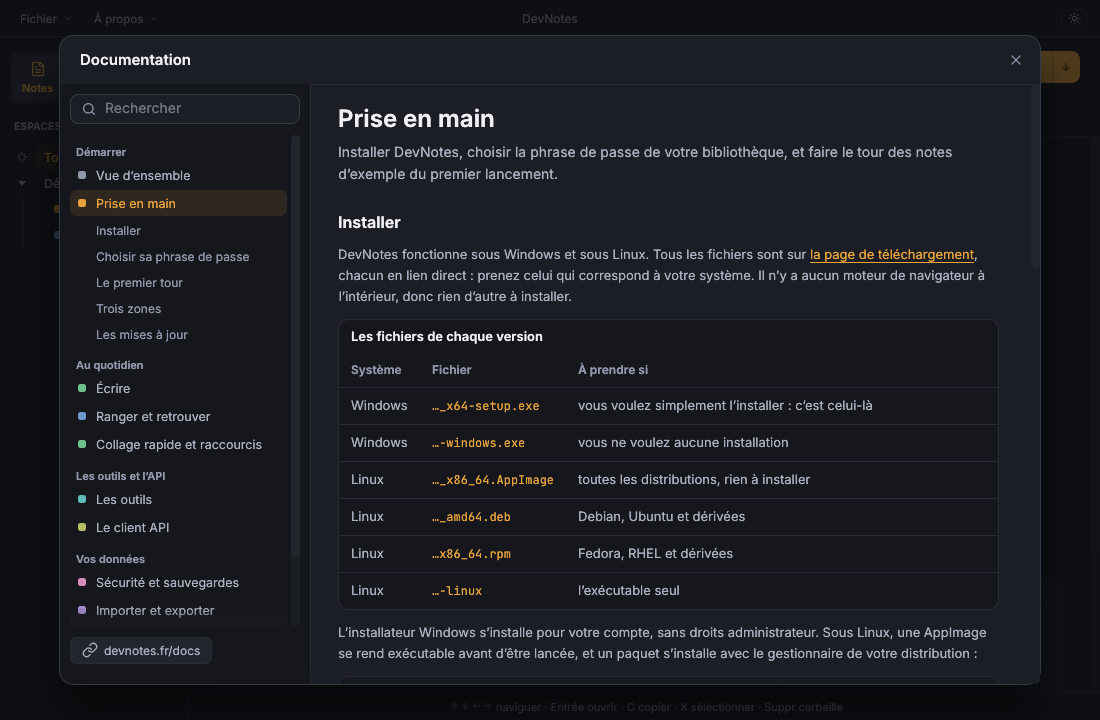 Fichier
À propos
DevNotes
Documentation
Notes
ESPACES
To
Dé
Rechercher
Démarrer
Vue d’ensemble
Prise en main
Installer
Choisir sa phrase de passe
Le premier tour
Trois zones
Les mises à jour
Au quotidien
Écrire
Ranger et retrouver
Collage rapide et raccourcis
Les outils et l’API
Les outils
Le client API
Vos données
Sécurité et sauvegardes
Importer et exporter
devnotes.fr/docs
Prise en main
Installer DevNotes, choisir la phrase de passe de votre bibliothèque, et faire le tour des notes
d’exemple du premier lancement.
Installer
DevNotes fonctionne sous Windows et sous Linux. Tous les fichiers sont sur la page de téléchargement,
chacun en lien direct : prenez celui qui correspond à votre système. Il n’y a aucun moteur de navigateur à
l’intérieur, donc rien d’autre à installer.
Les fichiers de chaque version
Système Fichier À prendre si
Windows …_x64-setup.exe vous voulez simplement l’installer : c’est celui-là
Windows …-windows.exe vous ne voulez aucune installation
Linux …_x86_64.AppImage toutes les distributions, rien à installer
Linux …_amd64.deb Debian, Ubuntu et dérivées
Linux …x86_64.rpm Fedora, RHEL et dérivées
Linux …-linux l’exécutable seul
L’installateur Windows s’installe pour votre compte, sans droits administrateur. Sous Linux, une AppImage
se rend exécutable avant d’être lancée, et un paquet s’installe avec le gestionnaire de votre distribution :
↑ ↓ ← → naviguer · Entrée ouvrir · C copier · X sélectionner · Suppr corbeille